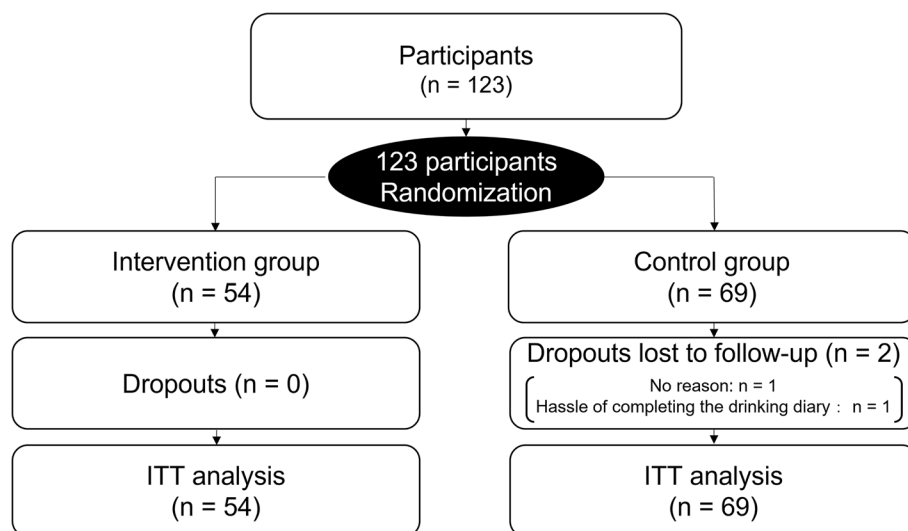 Participants
(n = 123)
123 participants
Randomization
Intervention group
(n = 54)
Control group
(n = 69)
Dropouts (n = 0)
Dropouts lost to follow-up (n = 2)
No reason: n = 1
Hassle of completing the drinking diary : n = 1
ITT analysis
(n = 54)
ITT analysis
(n = 69)